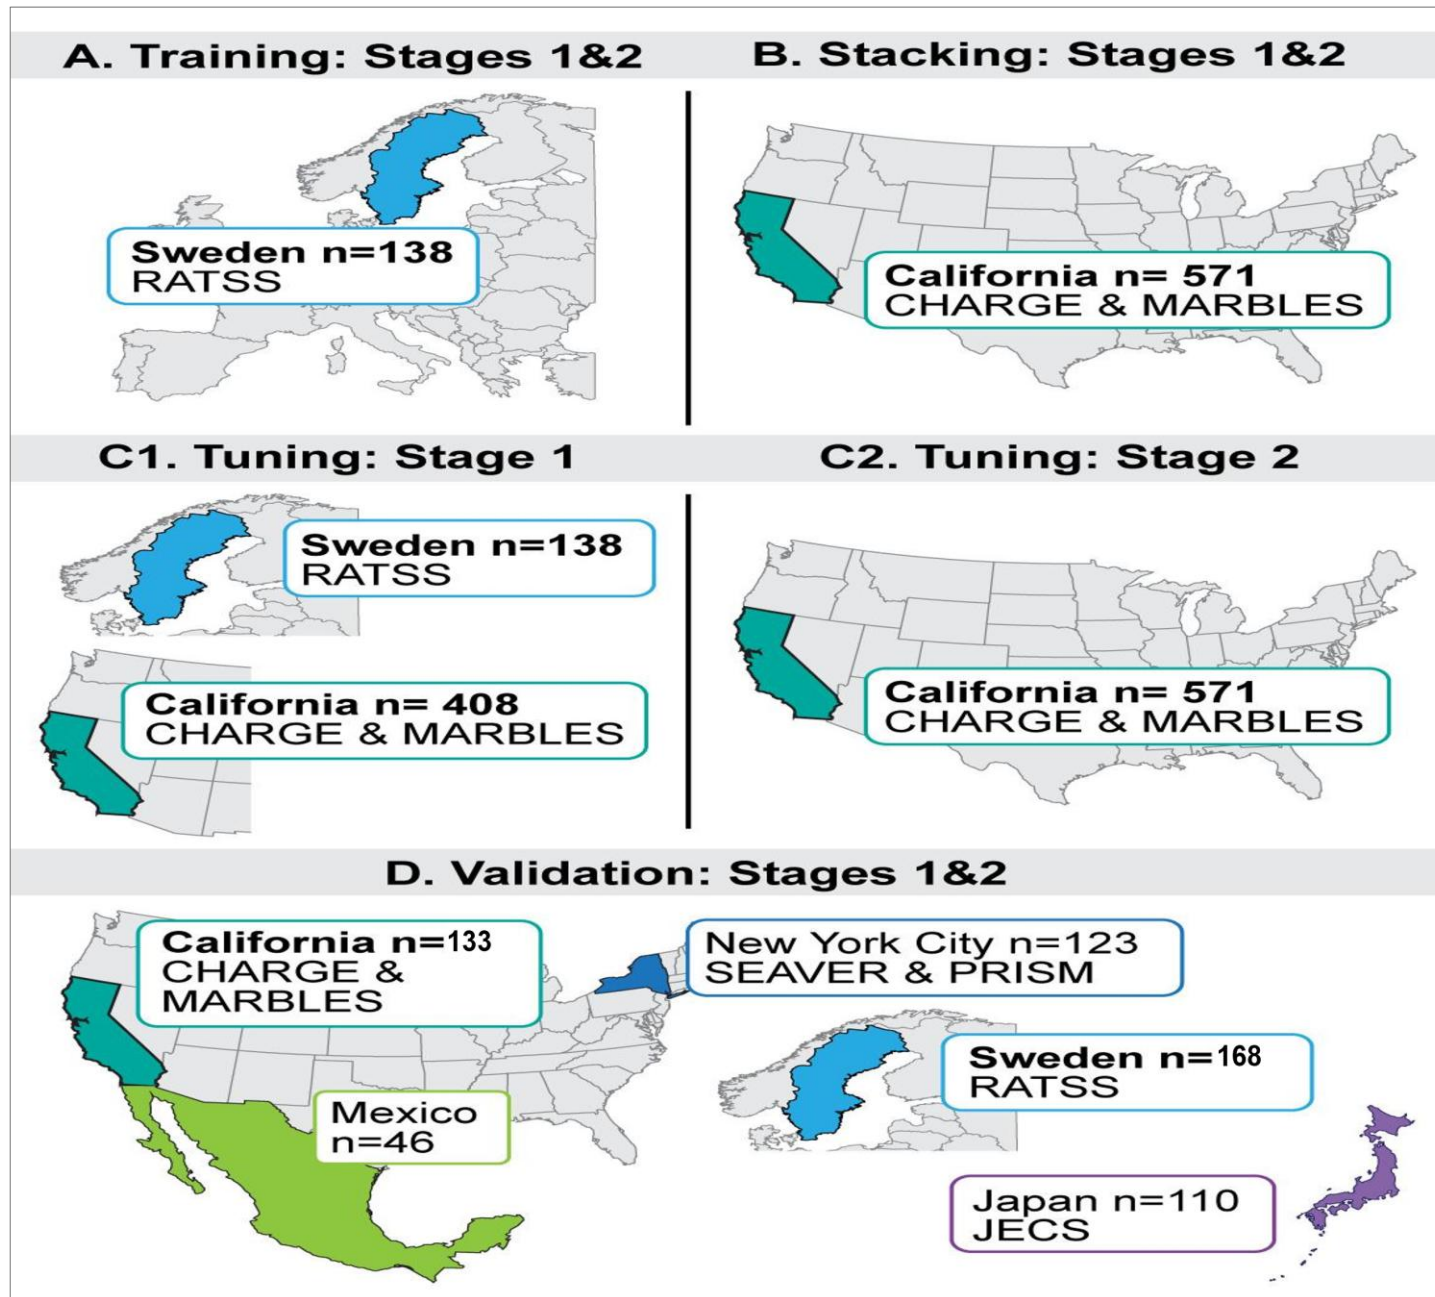 A. Training: Stages 1&2
Sweden n=138
RATSS
B. Stacking: Stages 1&2
California n= 571
CHARGE & MARBLES
C1. Tuning: Stage 1
Sweden n=138
RATSS
California n= 408
CHARGE & MARBLES
C2. Tuning: Stage 2
California n= 571
CHARGE & MARBLES
D. Validation: Stages 1&2
California n=133
CHARGE &
MARBLES
New York City n=123
SEAVER & PRISM
Sweden n=168
RATSS
Mexico
n=46
Japan n=110
JECS